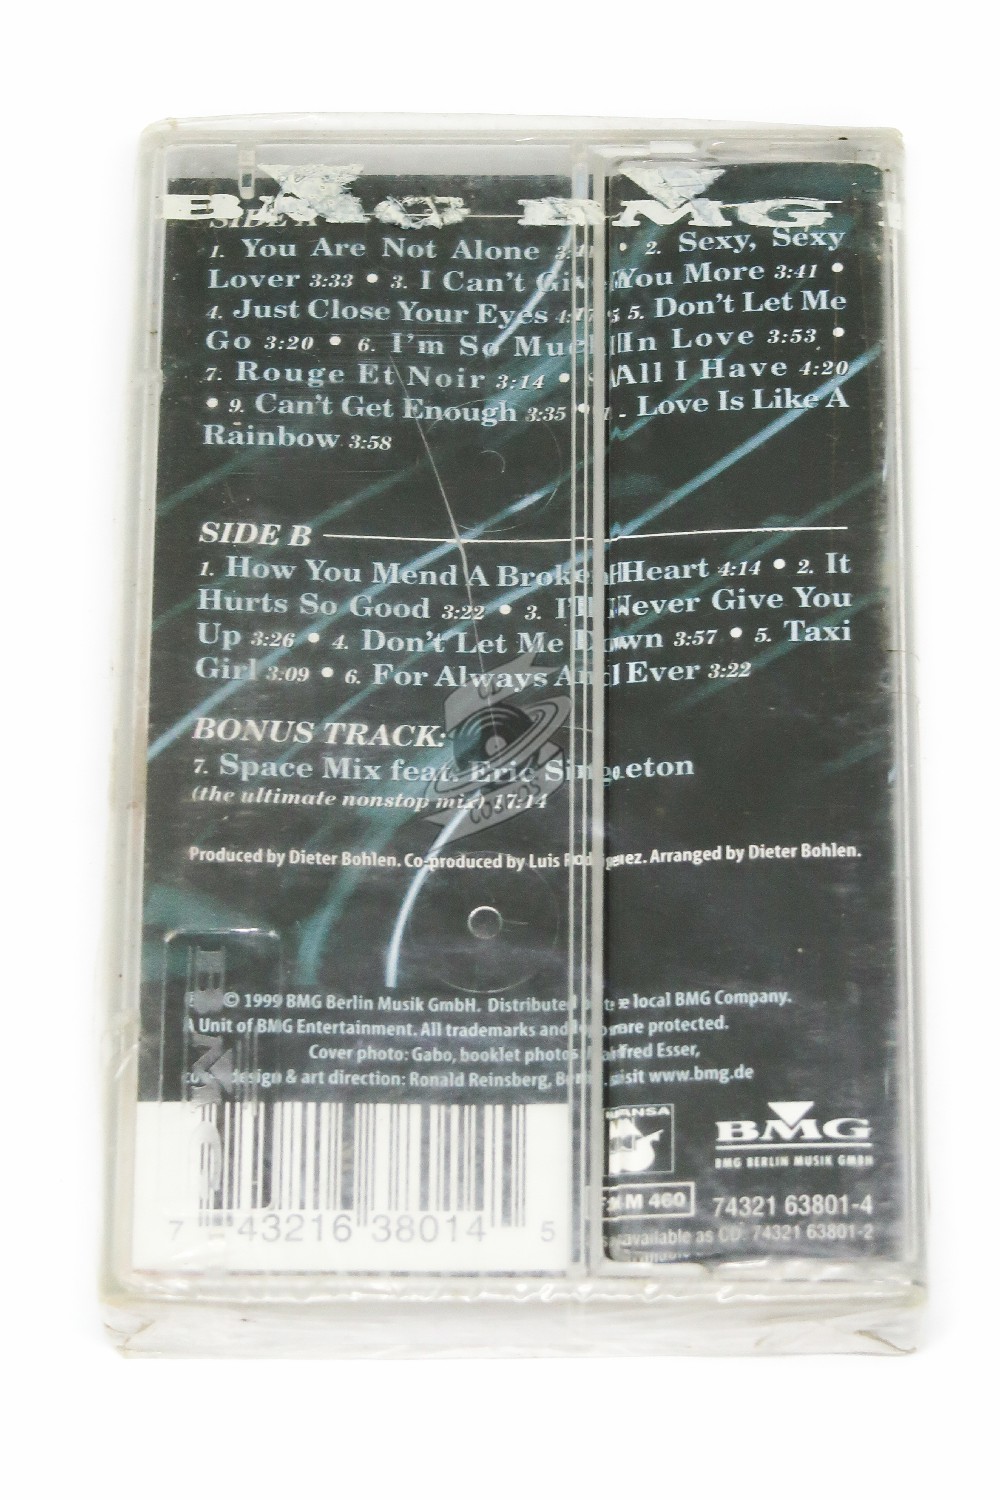 BMG BMG
SIDE A
1. You Are Not Alone 3:41 • 2. Sexy, Sexy
Lover 3:33 • 3. I Can't Give You More 3:41 •
4. Just Close Your Eyes 4:17 5. Don't Let Me
Go 3:20 • 6. I'm So Much In Love 3:53 •
7. Rouge Et Noir 3:14 • All I Have 4:20
• 9. Can't Get Enough 3:35 • Love Is Like A
Rainbow 3:58
SIDE B
1. How You Mend A Broken Heart 4:14 • 2. It
Hurts So Good 3:22 • 3. I'll Never Give You
Up 3:26 • 4. Don't Let Me Down 3:57 • 5. Taxi
Girl 3:09 • 6. For Always And Ever 3:22
BONUS TRACK:
7. Space Mix feat. Eric Singleton
(the ultimate nonstop mix) 17:14
Produced by Dieter Bohlen. Co-produced by Luis Rodriguez. Arranged by Dieter Bohlen.
© 1999 BMG Berlin Musik GmbH. Distributed local BMG Company.
A Unit of BMG Entertainment. All trademarks and are protected.
Cover photo: Gabo, booklet photos: Manfred Esser,
design & art direction: Ronald Reinsberg, Berlin. visit www.bmg.de
HANSA
BMG
BMG BERLIN MUSIK GMBH
M 460
74321 63801-4
available as CD: 74321 63801-2
7 43216 38014 5
BMG
COSMOS